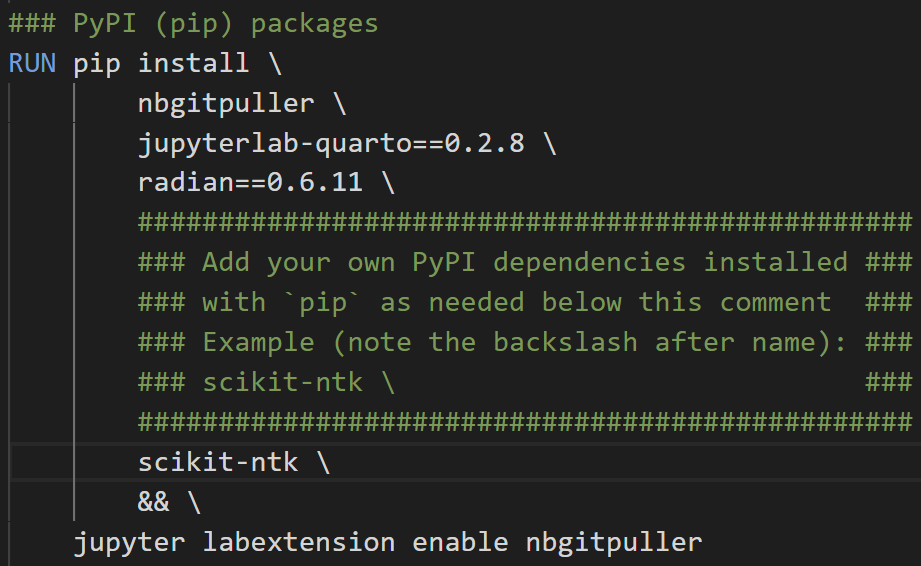 ### PyPI (pip) packages
RUN pip install \
nbgitpuller \
jupyterlab-quarto==0.2.8 \
radian==0.6.11 \
################################################
### Add your own PyPI dependencies installed ###
### with `pip` as needed below this comment  ###
### Example (note the backslash after name): ###
### scikit-ntk \                             ###
################################################
scikit-ntk \
&& \
jupyter labextension enable nbgitpuller